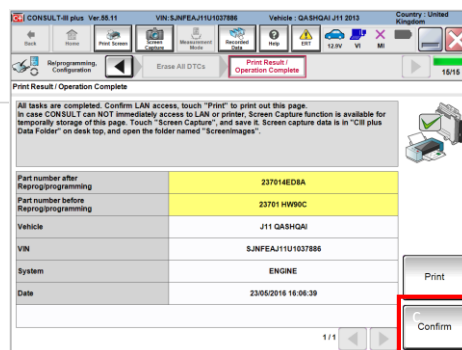 CONSULT-III plus Ver.55.11 VIN:SJNFEAJ11U1037886 Vehicle : QASHQAI J11 2013 Country : United Kingdom
Back Home Print Screen Screen Capture Measurement Mode Recorded Data Help ERT 12.0V VI MI
Re/programming, Configuration Erase All DTCs Print Result / Operation Complete 15/15
Print Result / Operation Complete
All tasks are completed. Confirm LAN access, touch "Print" to print out this page.
In case CONSULT can NOT immediately access to LAN or printer, Screen Capture function is available for
temporally storage of this page. Touch "Screen Capture", and save it. Screen capture data is in "CIII plus
Data Folder" on desk top, and open the folder named "Screenimages".
Part number after Reprog/programming 237014ED8A
Part number before Reprog/programming 23701 HW90C
Vehicle J11 QASHQAI
VIN SJNFEAJ11U1037886
System ENGINE
Date 23/05/2016 16:06:39
Print
C
Confirm
1/1